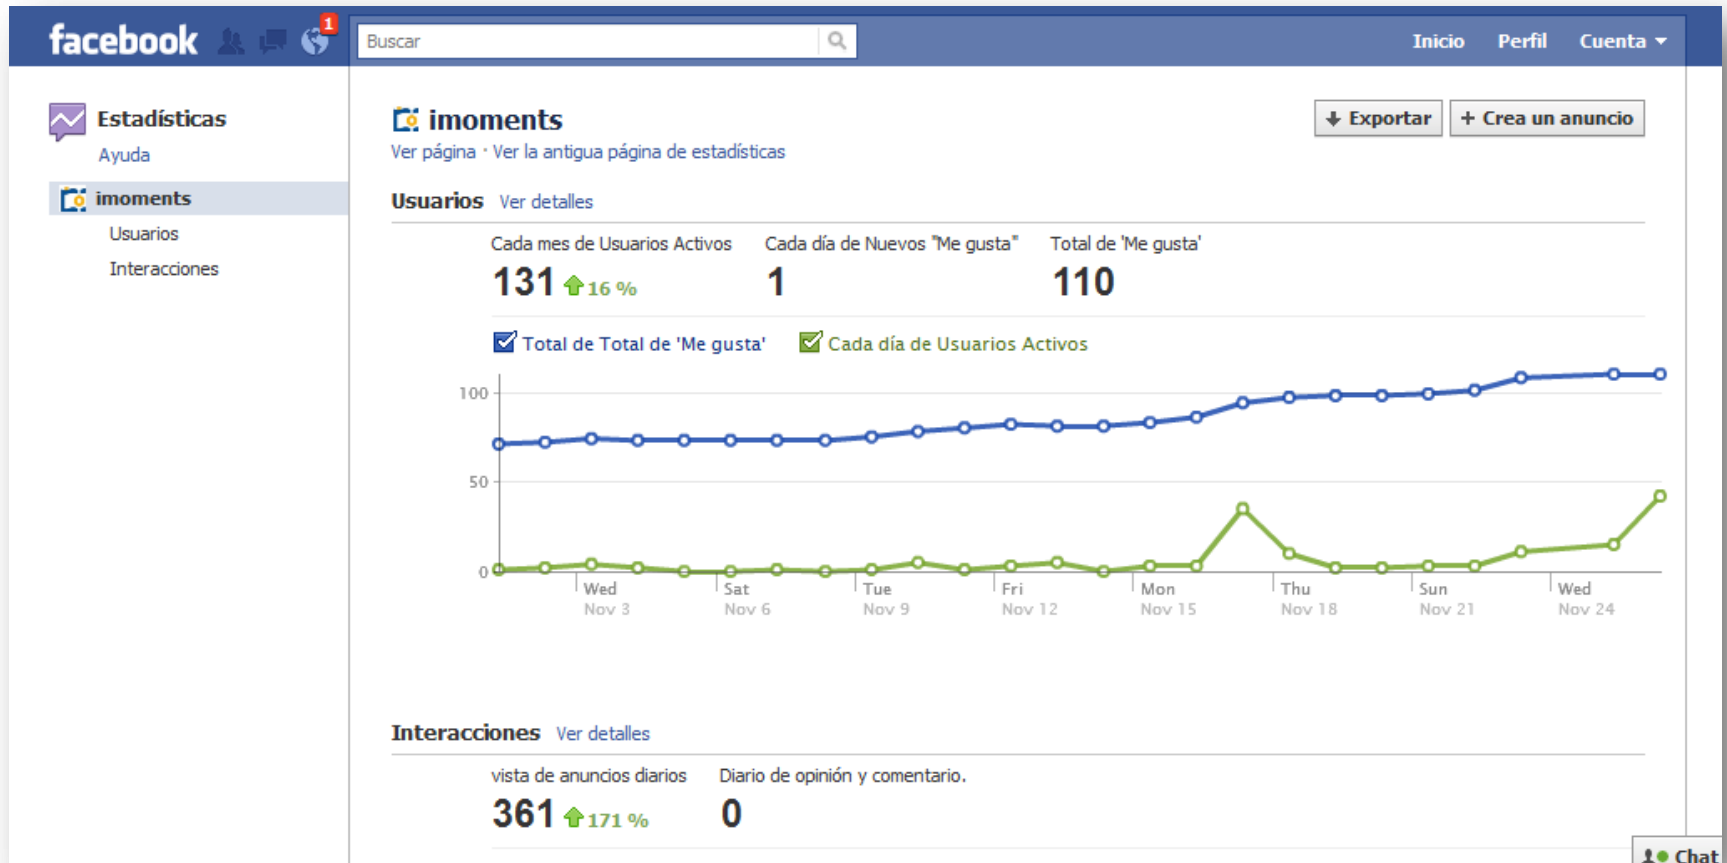 facebook 1 Buscar Inicio Perfil Cuenta
Estadísticas
Ayuda
imoments
Usuarios
Interacciones
imoments
Exportar + Crea un anuncio
Ver página · Ver la antigua página de estadísticas
Usuarios Ver detalles
Cada mes de Usuarios Activos Cada día de Nuevos "Me gusta" Total de 'Me gusta'
131 16 % 1 110
Total de Total de 'Me gusta' Cada día de Usuarios Activos
100
50
0
Wed Sat Tue Fri Mon Thu Sun Wed
Nov 3 Nov 6 Nov 9 Nov 12 Nov 15 Nov 18 Nov 21 Nov 24
Interacciones Ver detalles
vista de anuncios diarios Diario de opinión y comentario.
361 171 % 0
Chat